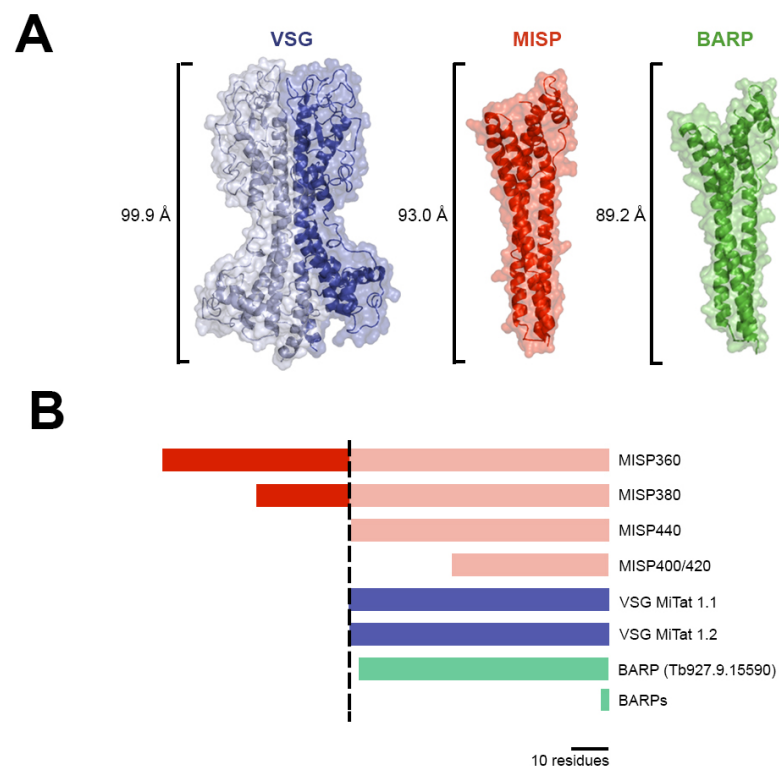 A
VSG
MISP
BARP
99.9 Å
93.0 Å
89.2 Å
B
MISP360
MISP380
MISP440
MISP400/420
VSG MiTat 1.1
VSG MiTat 1.2
BARP (Tb927.9.15590)
BARPs
10 residues